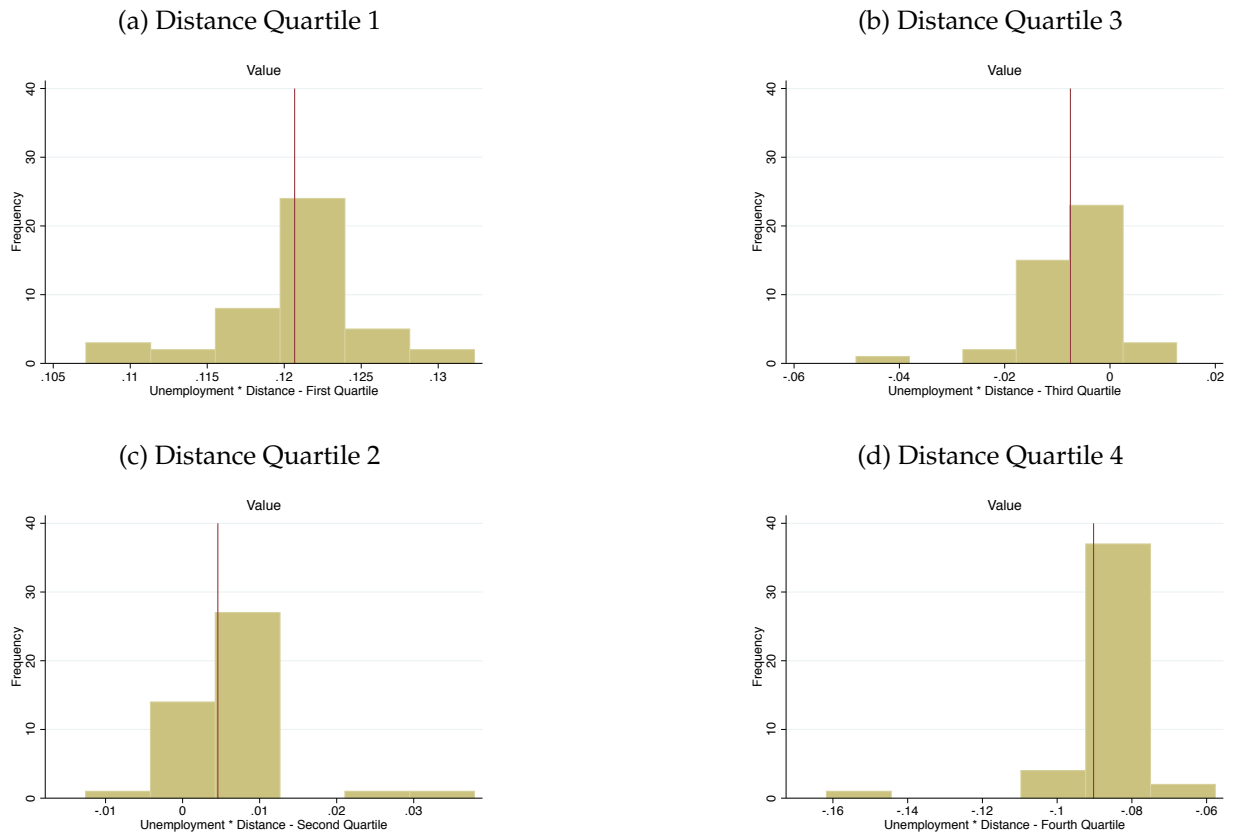 (a) Distance Quartile 1
Value
40
30
20
10
0
Frequency
.105 .11 .115 .12 .125 .13
Unemployment * Distance - First Quartile
(b) Distance Quartile 3
Value
40
30
20
10
0
Frequency
-.06 -.04 -.02 0 .02
Unemployment * Distance - Third Quartile
(c) Distance Quartile 2
Value
40
30
20
10
0
Frequency
-.01 0 .01 .02 .03
Unemployment * Distance - Second Quartile
(d) Distance Quartile 4
Value
40
30
20
10
0
Frequency
-.16 -.14 -.12 -.1 -.08 -.06
Unemployment * Distance - Fourth Quartile